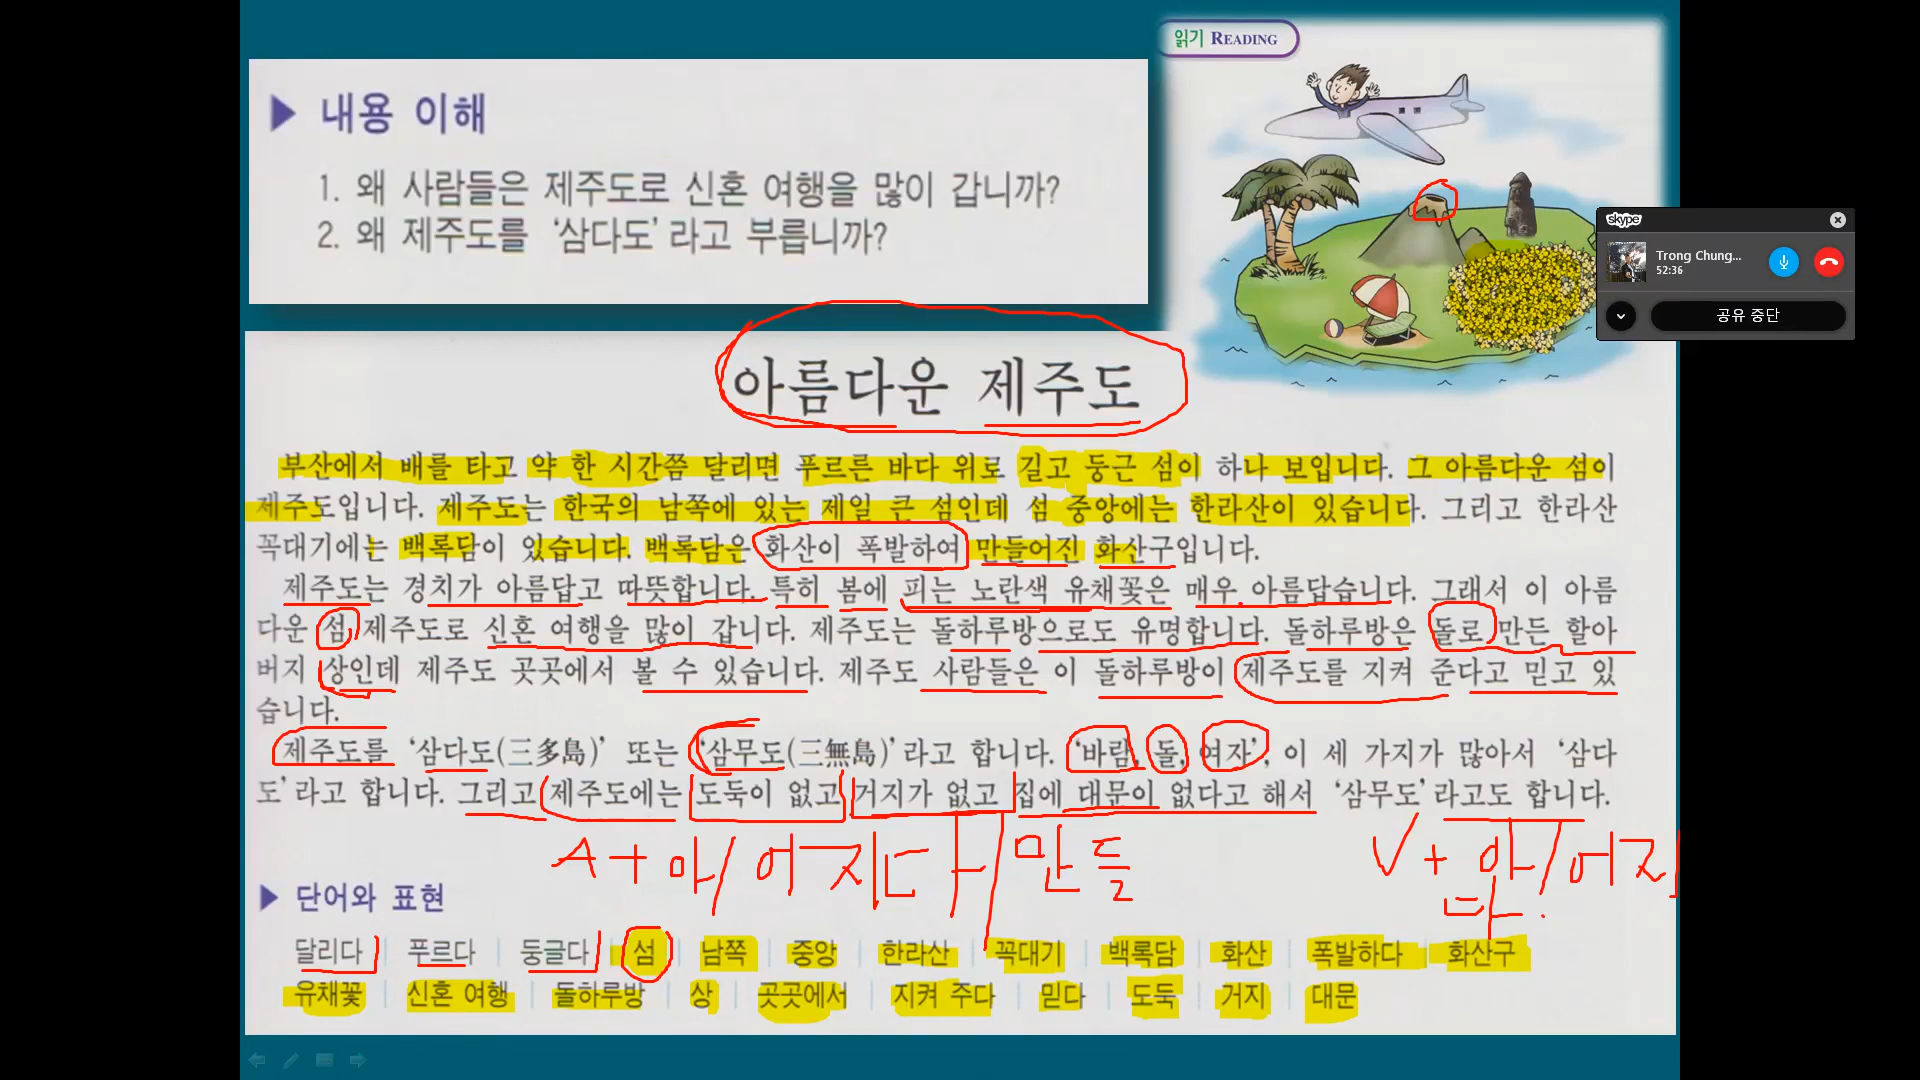 읽기 READING
▶ 내용 이해
1. 왜 사람들은 제주도로 신혼 여행을 많이 갑니까?
2. 왜 제주도를 ‘삼다도’라고 부릅니까?
skype
Trong Chung...
52:36
공유 중단
아름다운 제주도
부산에서 배를 타고 약 한 시간쯤 달리면 푸르른 바다 위로 길고 둥근 섬이 하나 보입니다. 그 아름다운 섬이
제주도입니다. 제주도는 한국의 남쪽에 있는 제일 큰 섬인데 섬 중앙에는 한라산이 있습니다. 그리고 한라산
꼭대기에는 백록담이 있습니다. 백록담은 화산이 폭발하여 만들어진 화산구입니다.
제주도는 경치가 아름답고 따뜻합니다. 특히 봄에 피는 노란색 유채꽃은 매우 아름답습니다. 그래서 이 아름
다운 섬, 제주도로 신혼 여행을 많이 갑니다. 제주도는 돌하루방으로도 유명합니다. 돌하루방은 돌로 만든 할아
버지 상인데 제주도 곳곳에서 볼 수 있습니다. 제주도 사람들은 이 돌하루방이 제주도를 지켜 준다고 믿고 있
습니다.
제주도를 ‘삼다도(三多島)’ 또는 ‘삼무도(三無島)’라고 합니다. ‘바람, 돌, 여자’, 이 세 가지가 많아서 ‘삼다
도’라고 합니다. 그리고 제주도에는 도둑이 없고 거지가 없고 집에 대문이 없다고 해서 ‘삼무도’라고도 합니다.
A + 아/어지다 만들 V + 아/어지
▶ 단어와 표현
달리다 푸르다 둥글다 섬 남쪽 중앙 한라산 꼭대기 백록담 화산 폭발하다 화산구
유채꽃 신혼 여행 돌하루방 상 곳곳에서 지켜 주다 믿다 도둑 거지 대문